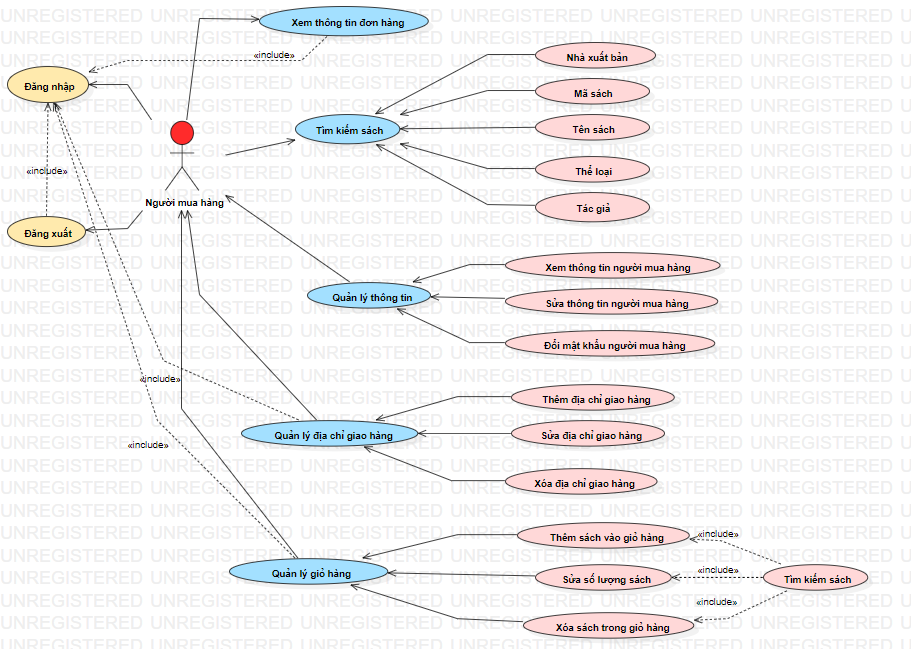 Xem thông tin đơn hàng
«include»
Nhà xuất bản
Đăng nhập
Mã sách
Tìm kiếm sách
Tên sách
«include»
Thể loại
Người mua hàng
Tác giả
Đăng xuất
Xem thông tin người mua hàng
Quản lý thông tin
Sửa thông tin người mua hàng
Đổi mật khẩu người mua hàng
«include»
Thêm địa chỉ giao hàng
Quản lý địa chỉ giao hàng
Sửa địa chỉ giao hàng
«include»
Xóa địa chỉ giao hàng
Thêm sách vào giỏ hàng
«include»
Quản lý giỏ hàng
Sửa số lượng sách
«include»
Tìm kiếm sách
«include»
Xóa sách trong giỏ hàng
UNREGISTERED